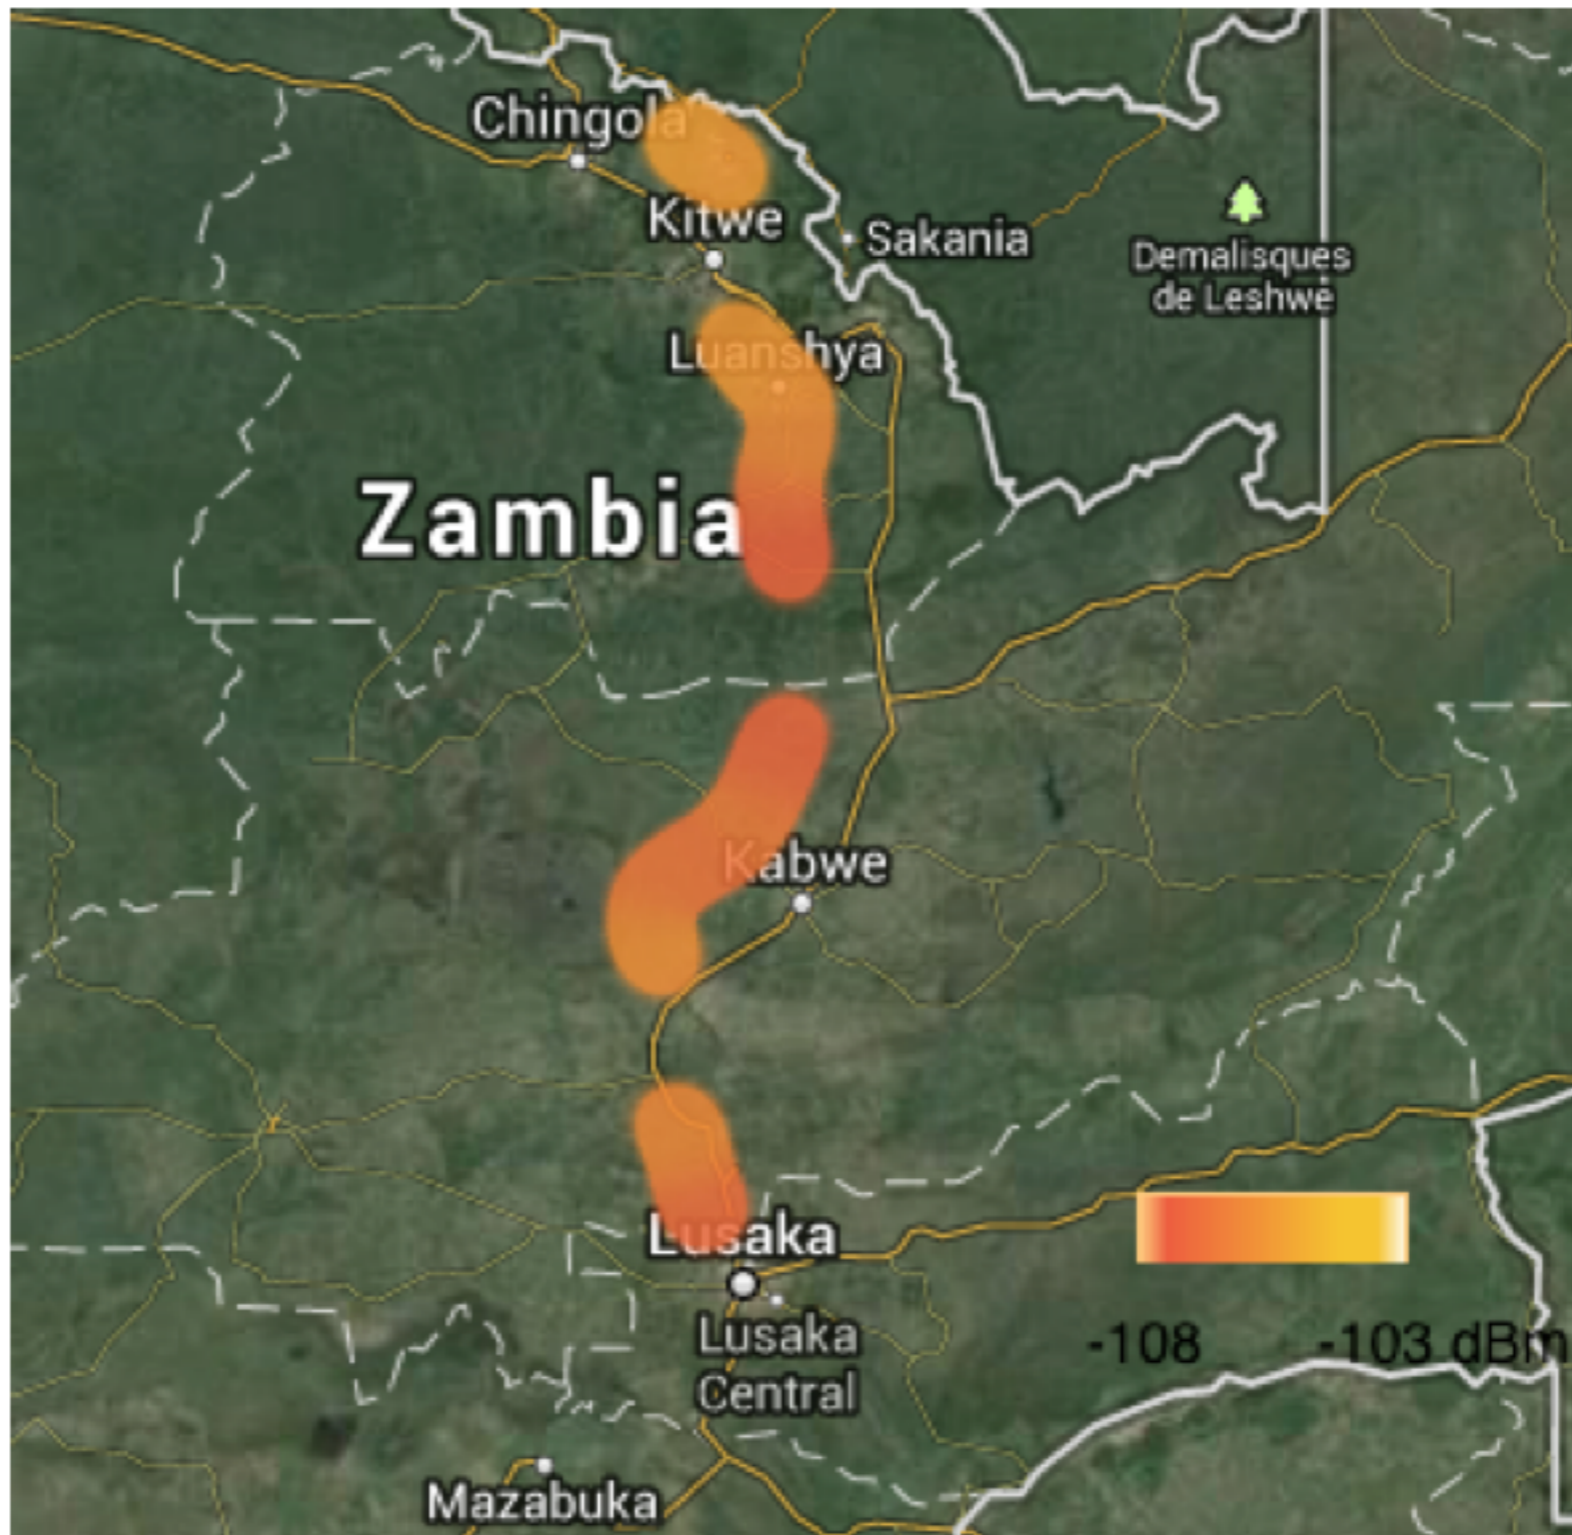 Chingola
Kitwe
Sakania
Demalisques
de Leshwe
Luanshya
Zambia
Kabwe
Lusaka
Lusaka
Central
-108 -103 dBm
Mazabuka